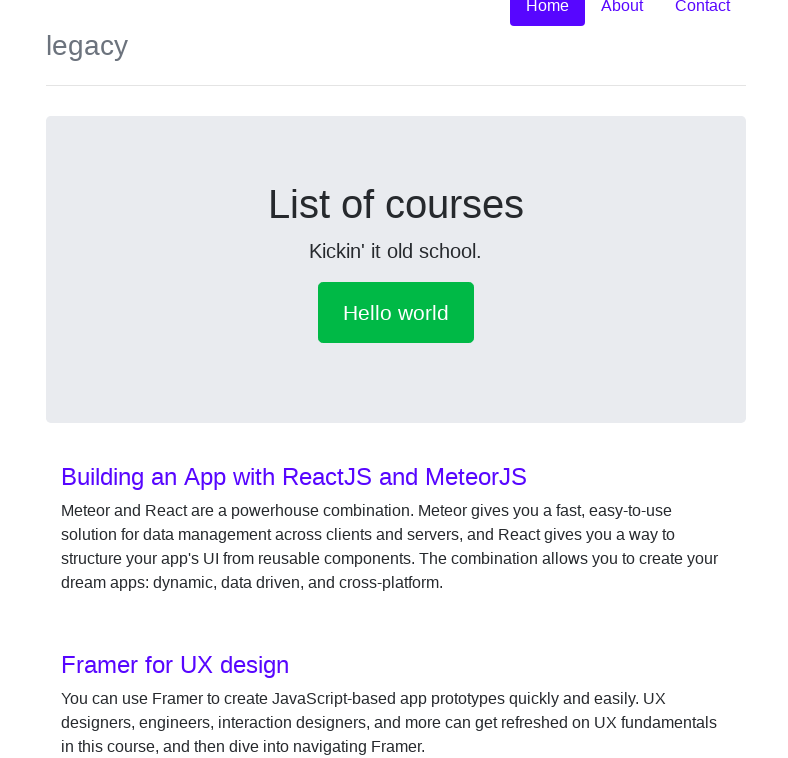 Home About Contact
legacy
List of courses
Kickin' it old school.
Hello world
Building an App with ReactJS and MeteorJS
Meteor and React are a powerhouse combination. Meteor gives you a fast, easy-to-use
solution for data management across clients and servers, and React gives you a way to
structure your app's UI from reusable components. The combination allows you to create your
dream apps: dynamic, data driven, and cross-platform.
Framer for UX design
You can use Framer to create JavaScript-based app prototypes quickly and easily. UX
designers, engineers, interaction designers, and more can get refreshed on UX fundamentals
in this course, and then dive into navigating Framer.